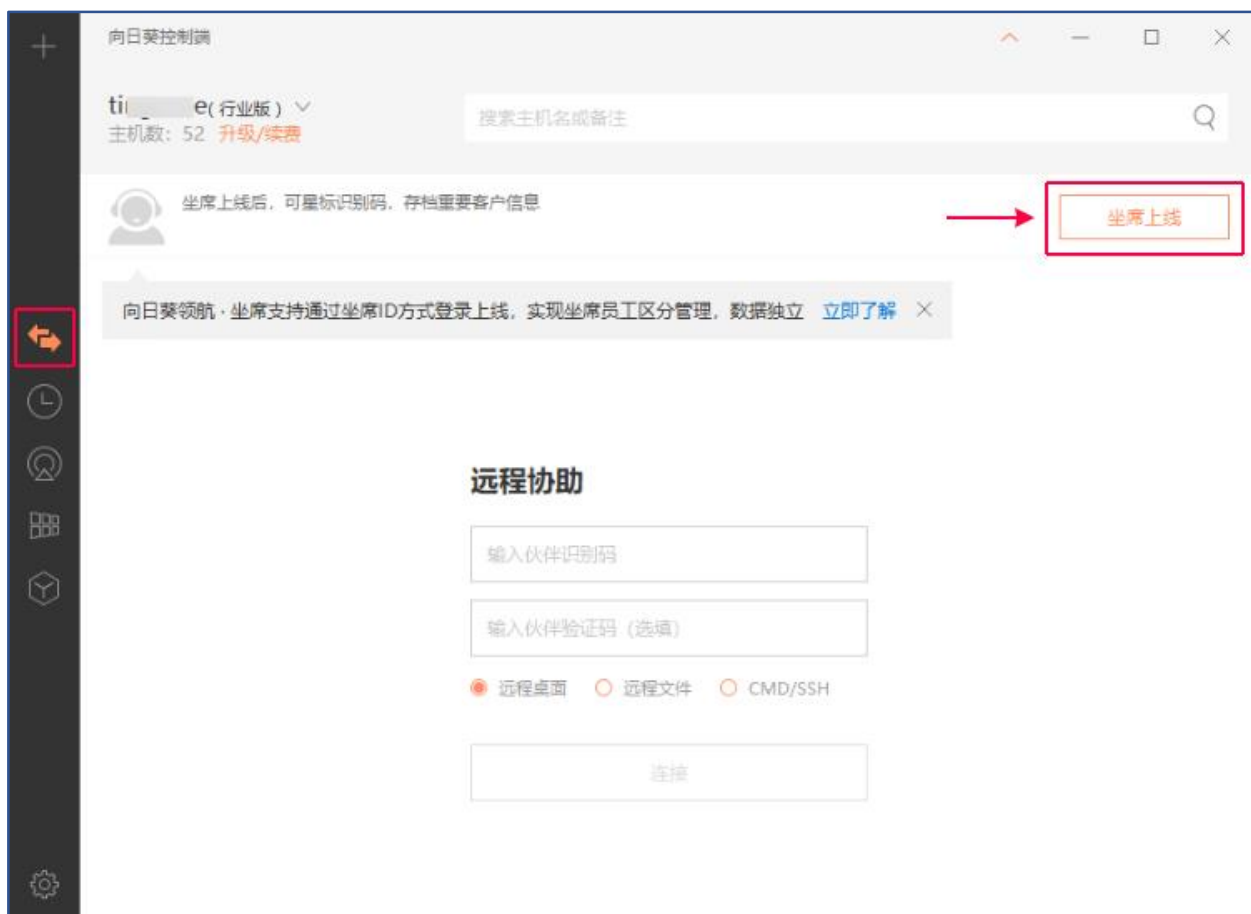 向日葵控制端
ti e(行业版)
主机数: 52 升级/续费
搜索主机名或备注
坐席上线后,可星标识别码,存档重要客户信息
坐席上线
向日葵领航·坐席支持通过坐席ID方式登录上线,实现坐席员工区分管理,数据独立 立即了解
远程协助
输入伙伴识别码
输入伙伴验证码(选填)
远程桌面 远程文件 CMD/SSH
连接